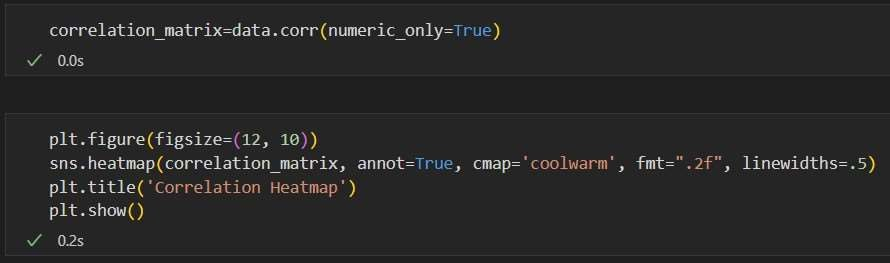 correlation_matrix=data.corr(numeric_only=True)
0.0s
plt.figure(figsize=(12, 10))
sns.heatmap(correlation_matrix, annot=True, cmap='coolwarm', fmt=".2f", linewidths=.5)
plt.title('Correlation Heatmap')
plt.show()
0.2s